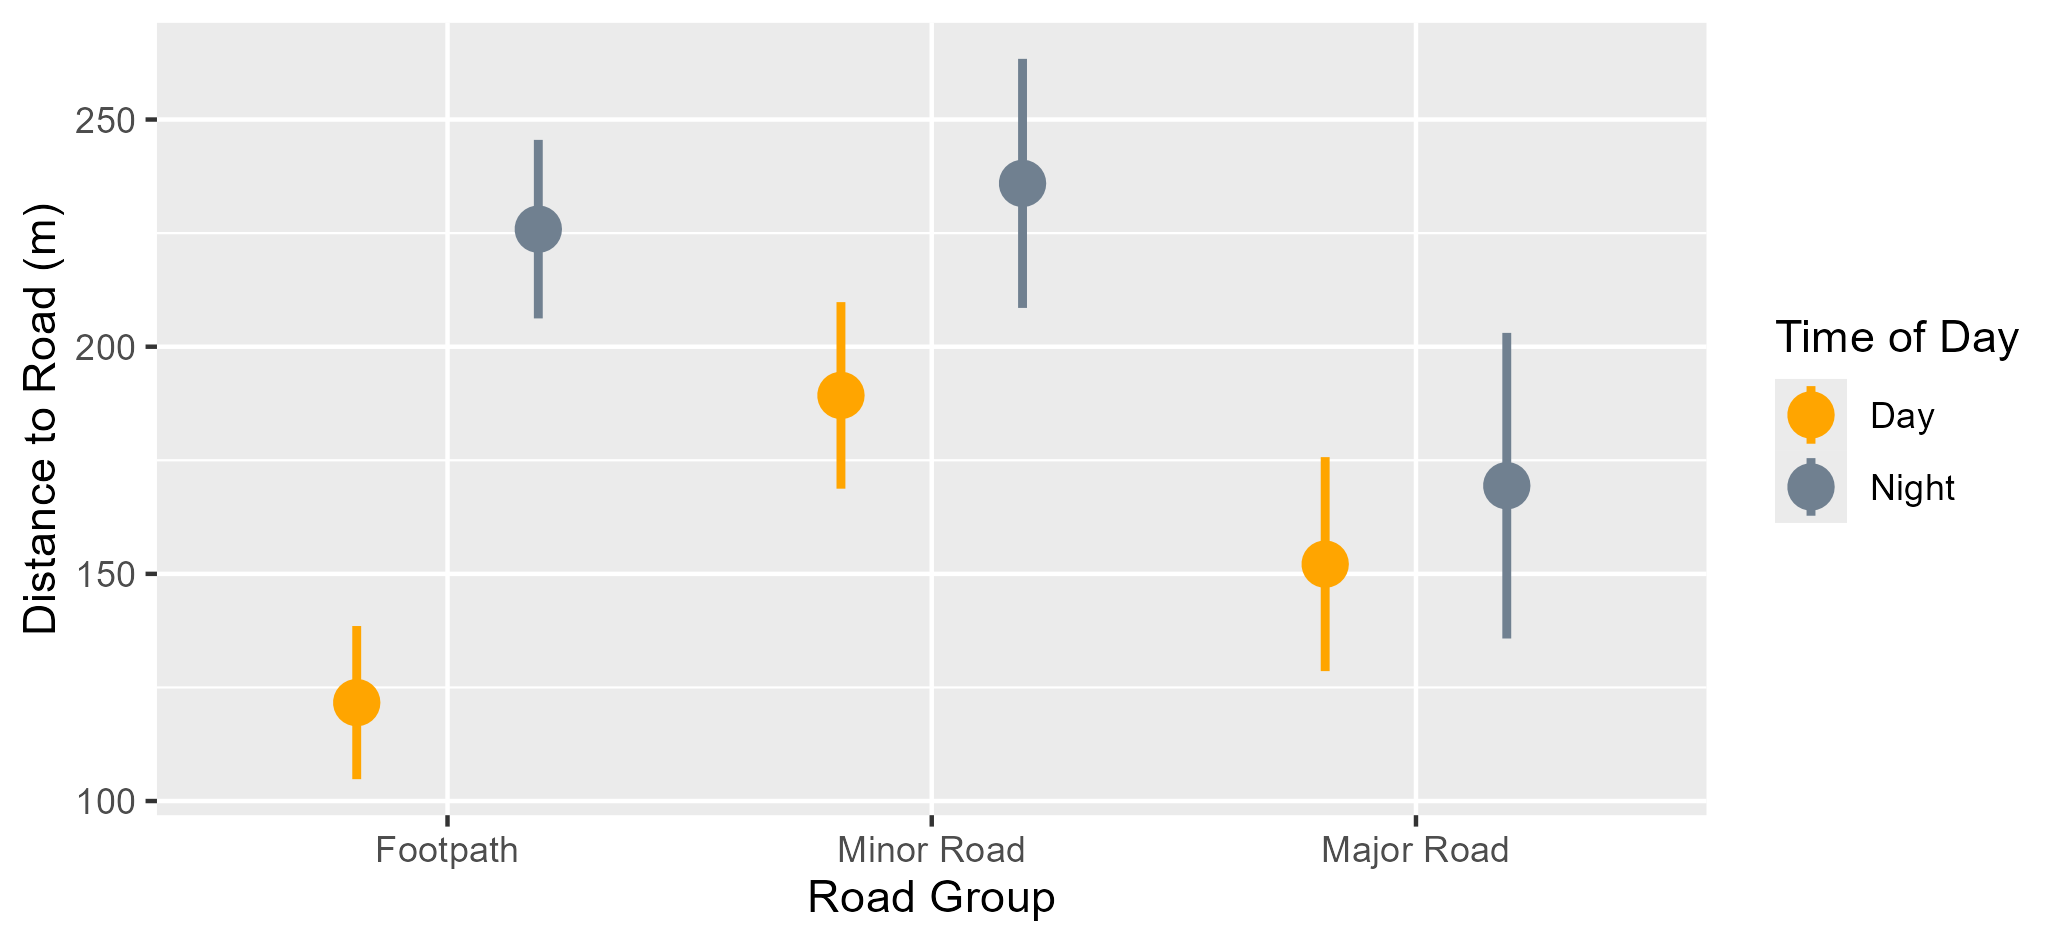 Distance to Road (m)
250
200
150
100
Footpath
Minor Road
Major Road
Road Group
Time of Day
Day
Night